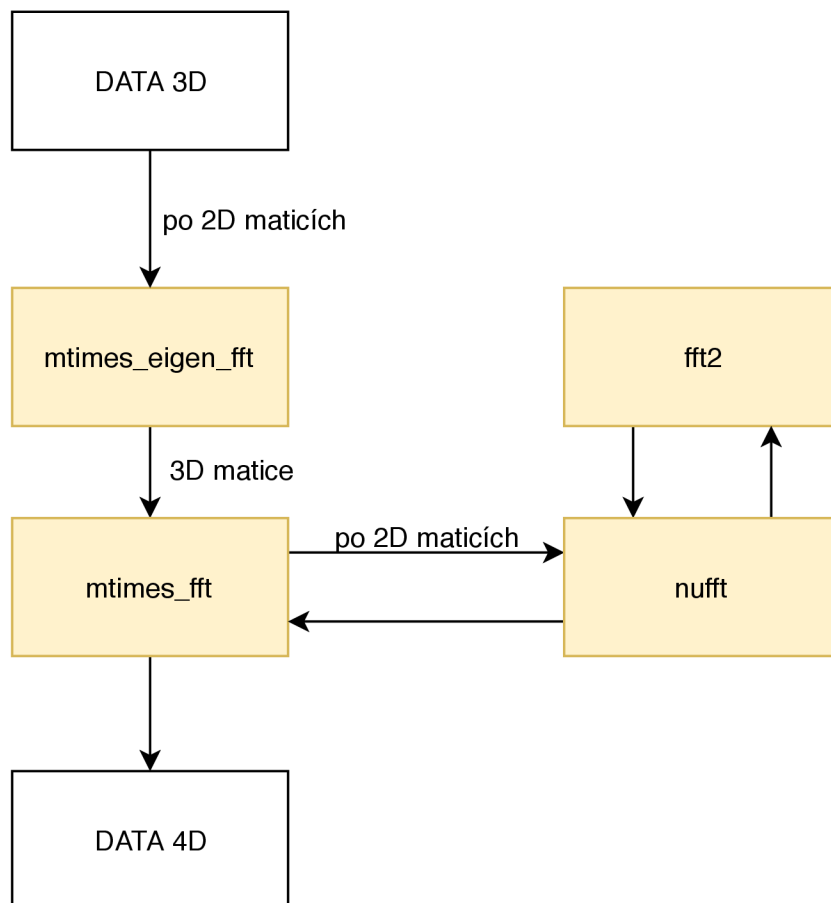 DATA 3D
po 2D maticích
mtimes_eigen_fft
fft2
3D matice
po 2D maticích
mtimes_fft
nufft
DATA 4D